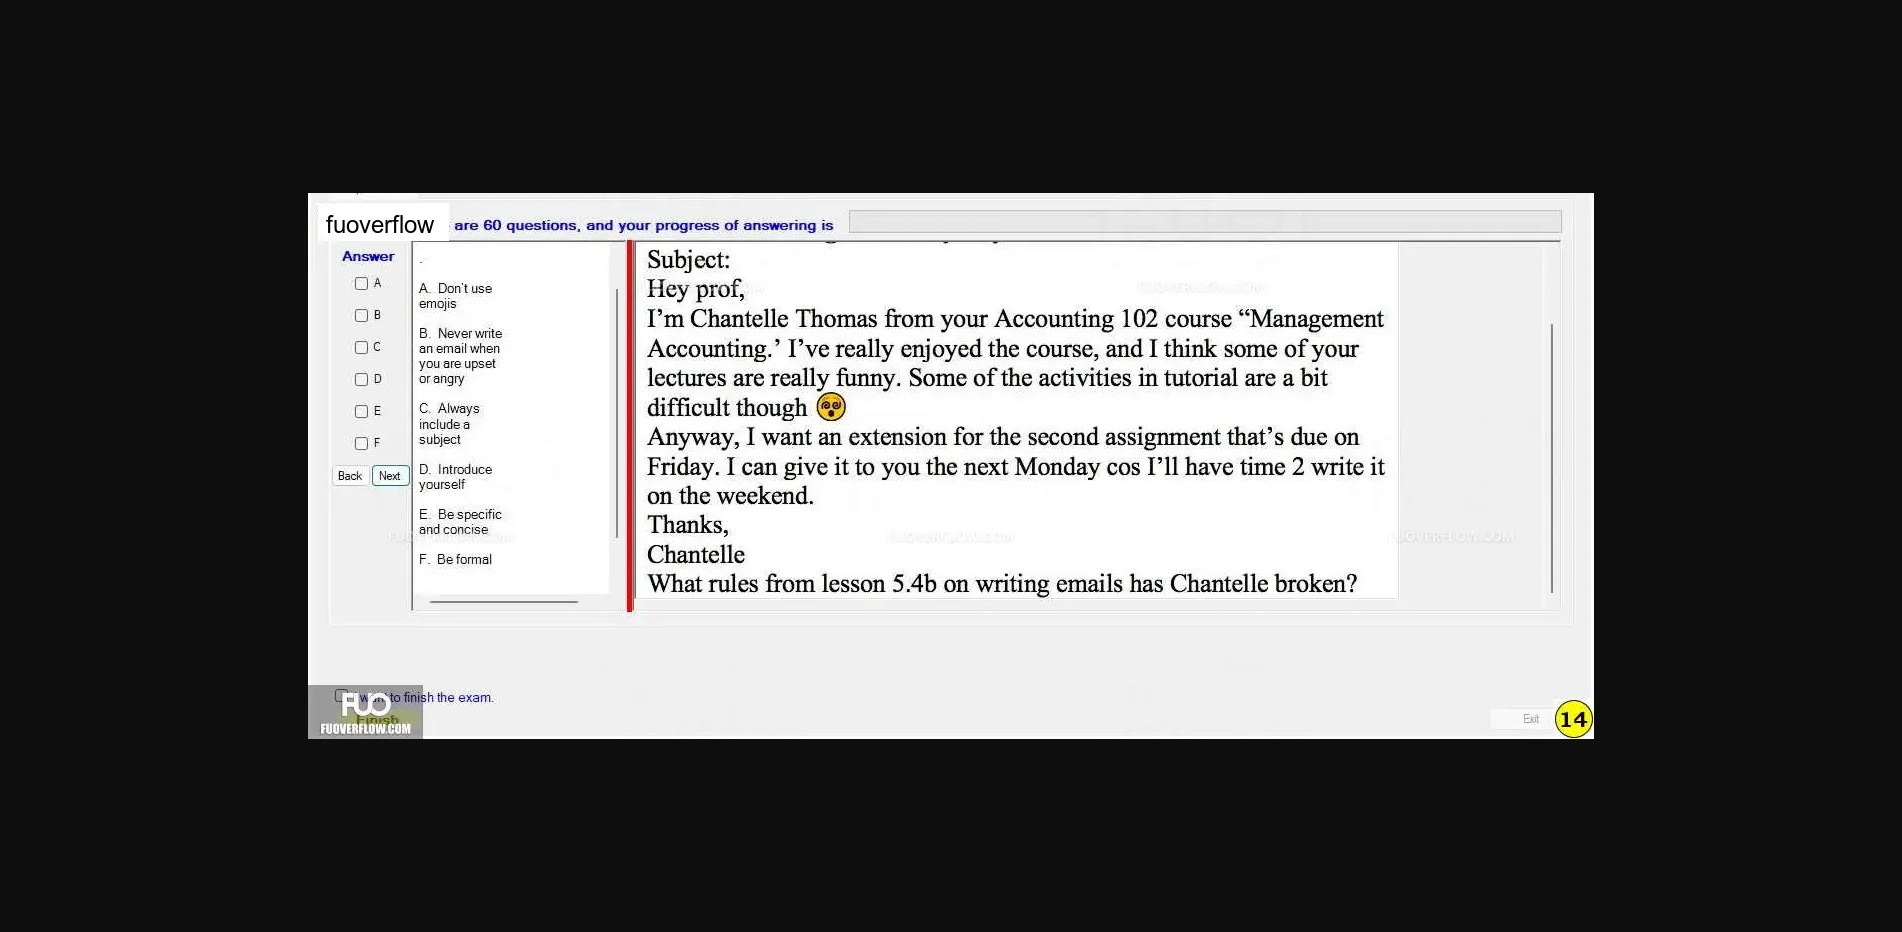 fuoverflow are 60 questions, and your progress of answering is
Answer
A
B
C
D
E
F
Back Next
.
A. Don't use
emojis
B. Never write
an email when
you are upset
or angry
C. Always
include a
subject
D. Introduce
yourself
E. Be specific
and concise
F. Be formal
Subject:
Hey prof,
I’m Chantelle Thomas from your Accounting 102 course “Management
Accounting.’ I’ve really enjoyed the course, and I think some of your
lectures are really funny. Some of the activities in tutorial are a bit
difficult though
Anyway, I want an extension for the second assignment that’s due on
Friday. I can give it to you the next Monday cos I’ll have time 2 write it
on the weekend.
Thanks,
Chantelle
What rules from lesson 5.4b on writing emails has Chantelle broken?
I want to finish the exam.
Finish
FUO
FUOVERFLOW.COM
Exit 14